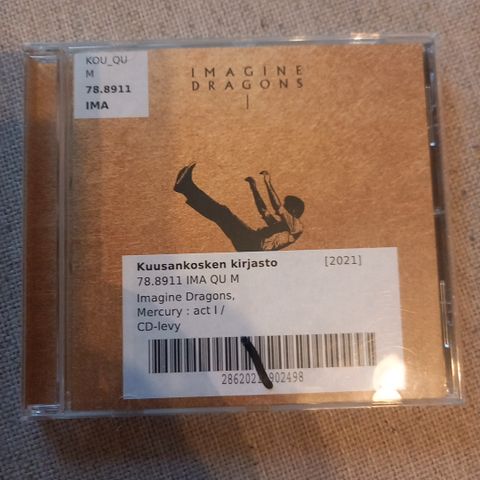 KOU_QU
M
78.8911
IMA
IMAGINE
DRAGONS
Kuusankosken kirjasto [2021]
78.8911 IMA QU M
Imagine Dragons,
Mercury : act I /
CD-levy